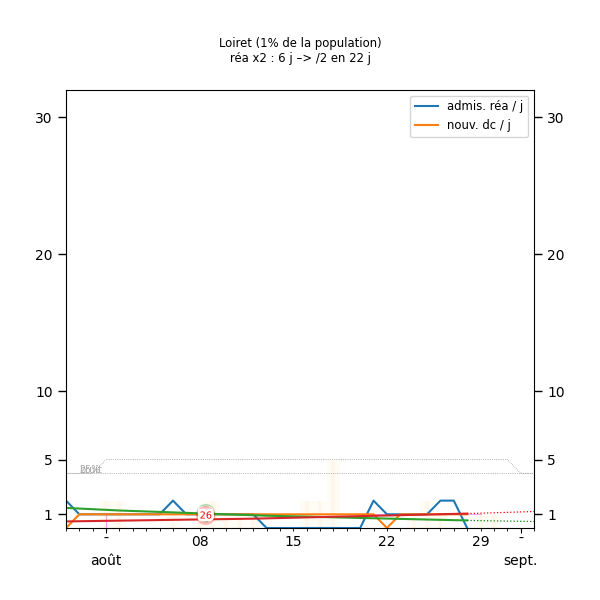 Loiret (1% de la population)
réa x2 : 6 j –> /2 en 22 j
admis. réa / j
nouv. dc / j
30 30
20 20
10 10
5 5
1 1
26
- 08 15 22 29 -
août sept.